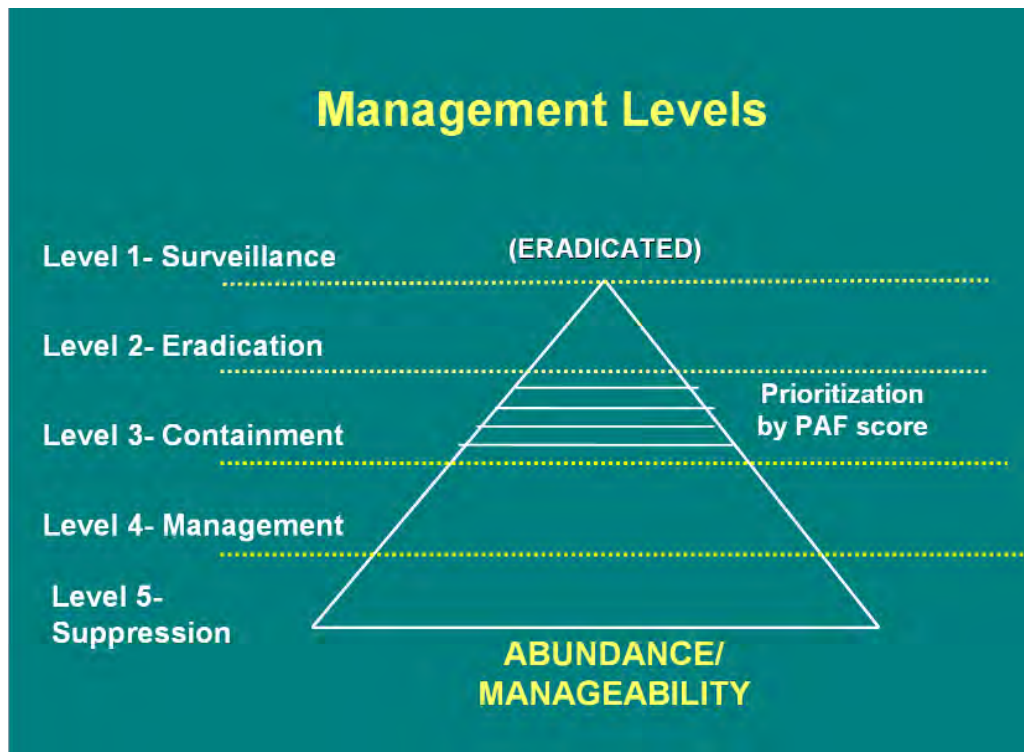 Management Levels
Level 1- Surveillance
(ERADICATED)
Level 2- Eradication
Prioritization
by PAF score
Level 3- Containment
Level 4- Management
Level 5-
Suppression
ABUNDANCE/
MANAGEABILITY